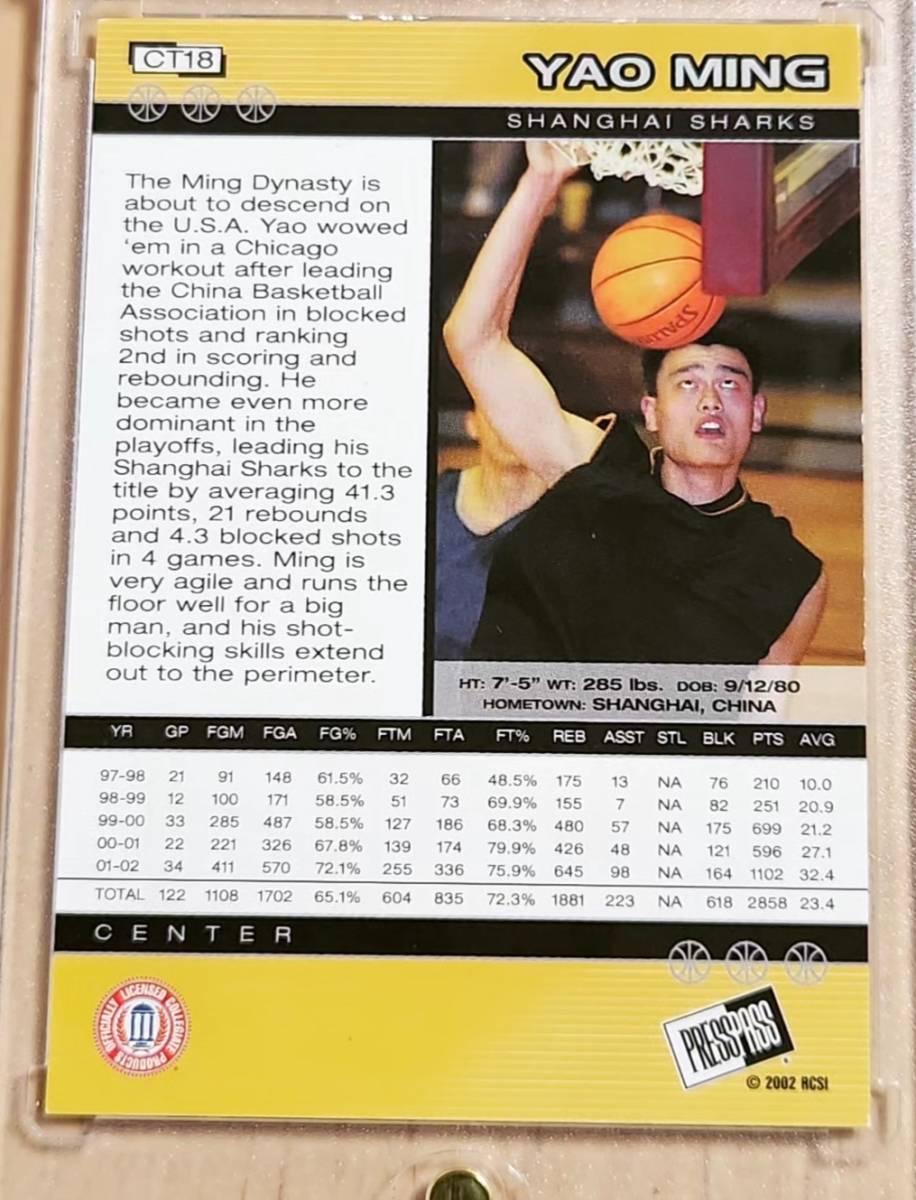 CT18
YAO MING
SHANGHAI SHARKS
The Ming Dynasty is
about to descend on
the U.S.A. Yao wowed
'em in a Chicago
workout after leading
the China Basketball
Association in blocked
shots and ranking
2nd in scoring and
rebounding. He
became even more
dominant in the
playoffs, leading his
Shanghai Sharks to the
title by averaging 41.3
points, 21 rebounds
and 4.3 blocked shots
in 4 games. Ming is
very agile and runs the
floor well for a big
man, and his shot-
blocking skills extend
out to the perimeter.
SPALDING
HT: 7'-5" WT: 285 lbs. DOB: 9/12/80
HOMETOWN: SHANGHAI, CHINA
YR GP FGM FGA FG% FTM FTA FT% REB ASST STL BLK PTS AVG
97-98 21 91 148 61.5% 32 66 48.5% 175 13 NA 76 210 10.0
98-99 12 100 171 58.5% 51 73 69.9% 155 7 NA 82 251 20.9
99-00 33 285 487 58.5% 127 186 68.3% 480 57 NA 175 699 21.2
00-01 22 221 326 67.8% 139 174 79.9% 426 48 NA 121 596 27.1
01-02 34 411 570 72.1% 255 336 75.9% 645 98 NA 164 1102 32.4
TOTAL 122 1108 1702 65.1% 604 835 72.3% 1881 223 NA 618 2858 23.4
CENTER
OFFICIALLY LICENSED COLLEGIATE PRODUCTS
PRESS PASS
© 2002 RCSI